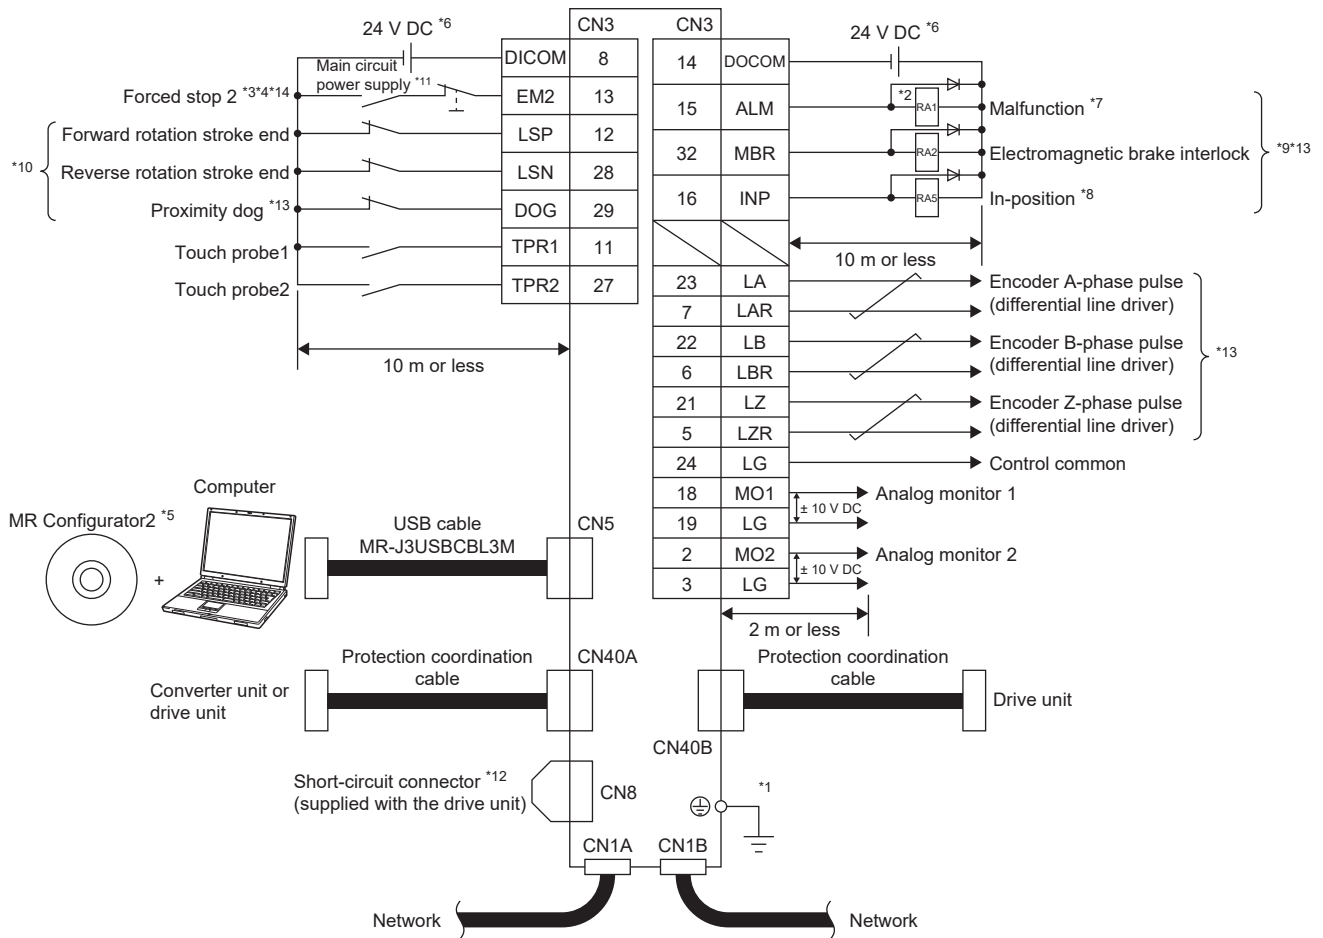 CN3
CN3
24 V DC *6
DICOM 8
Main circuit
power supply *11
Forced stop 2 *3*4*14
EM2 13
Forward rotation stroke end
LSP 12
*10
Reverse rotation stroke end
LSN 28
Proximity dog *13
DOG 29
Touch probe1
TPR1 11
Touch probe2
TPR2 27
10 m or less
24 V DC *6
14 DOCOM
15 ALM
*2
RA1
Malfunction *7
32 MBR
RA2
Electromagnetic brake interlock
*9*13
16 INP
RA5
In-position *8
10 m or less
23 LA
Encoder A-phase pulse
(differential line driver)
7 LAR
22 LB
Encoder B-phase pulse
(differential line driver)
*13
6 LBR
21 LZ
Encoder Z-phase pulse
(differential line driver)
5 LZR
24 LG
Control common
18 MO1
Analog monitor 1
± 10 V DC
19 LG
2 MO2
Analog monitor 2
± 10 V DC
3 LG
2 m or less
Computer
MR Configurator2 *5
+
USB cable
MR-J3USBCBL3M
CN5
Protection coordination
cable
CN40A
Converter unit or
drive unit
Protection coordination
cable
Drive unit
CN40B
Short-circuit connector *12
(supplied with the drive unit)
CN8
*1
CN1A
CN1B
Network
Network